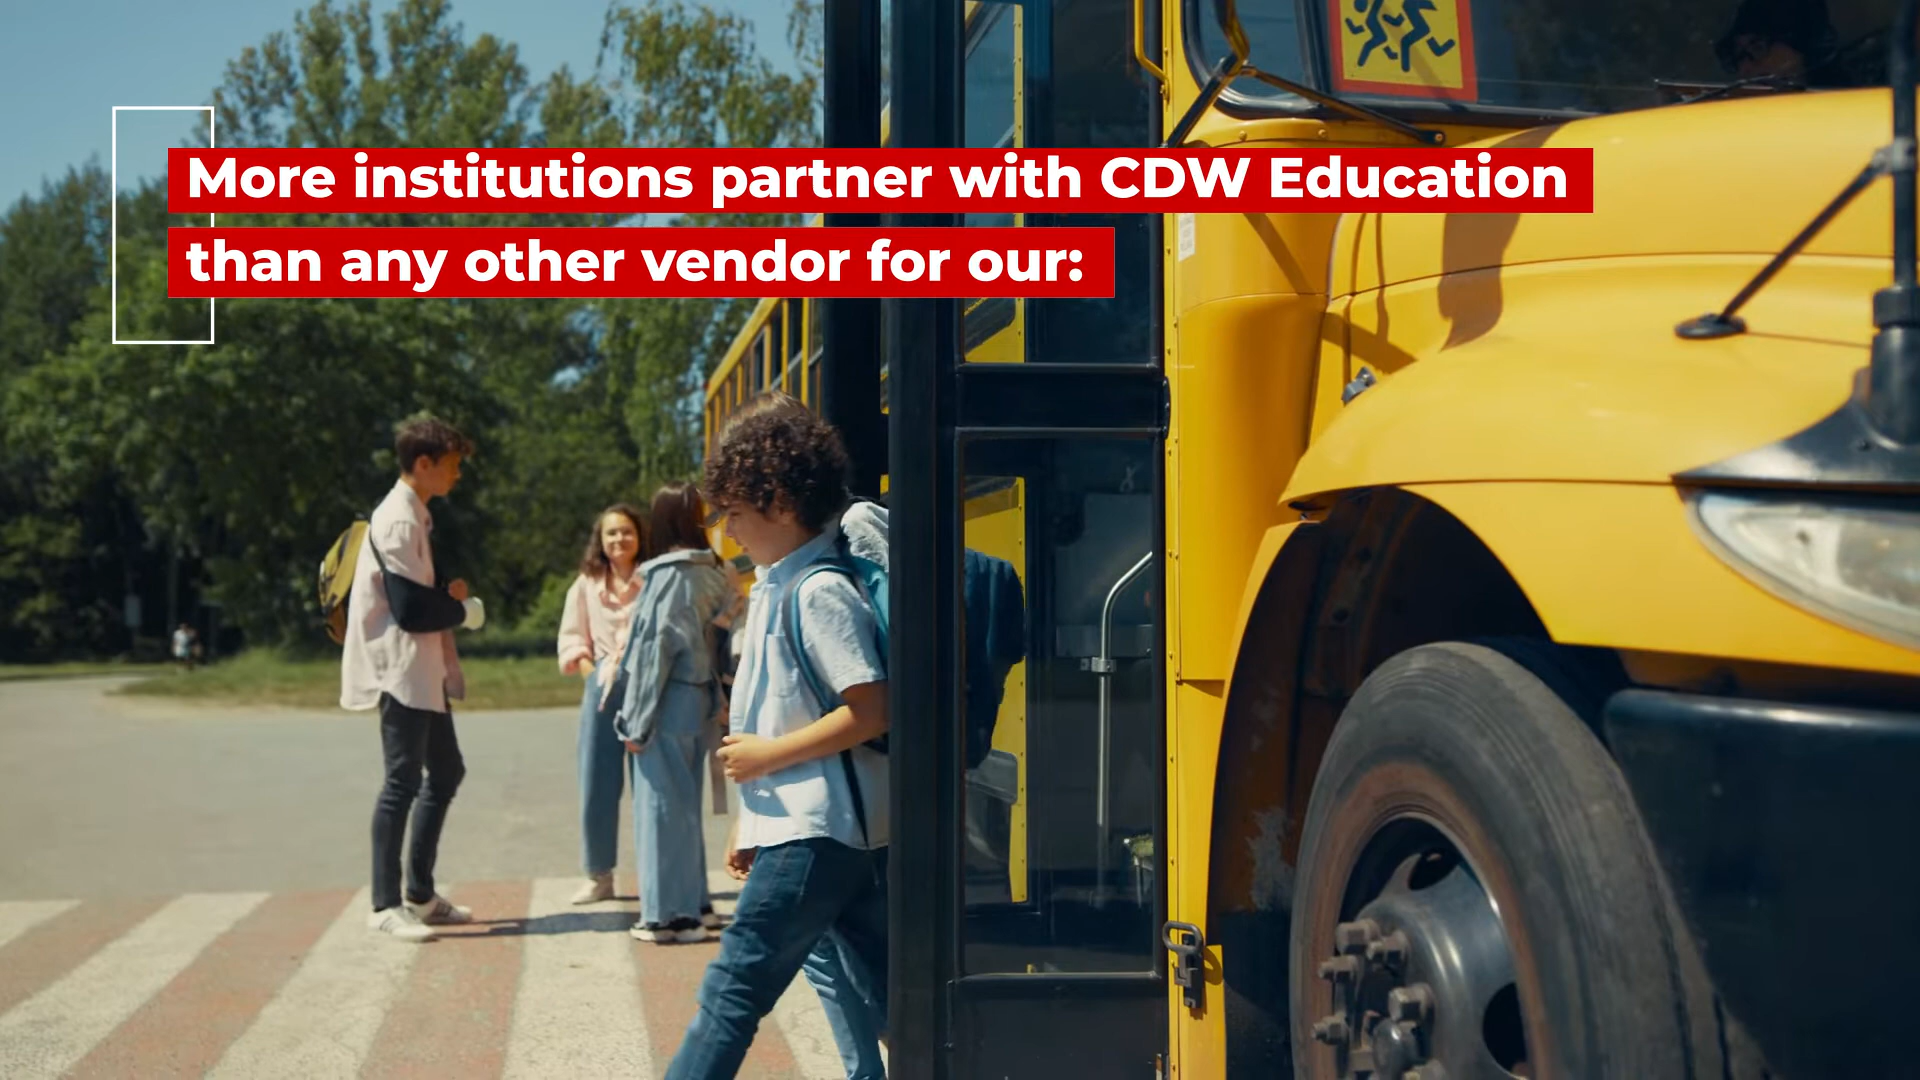 More institutions partner with CDW Education
than any other vendor for our: